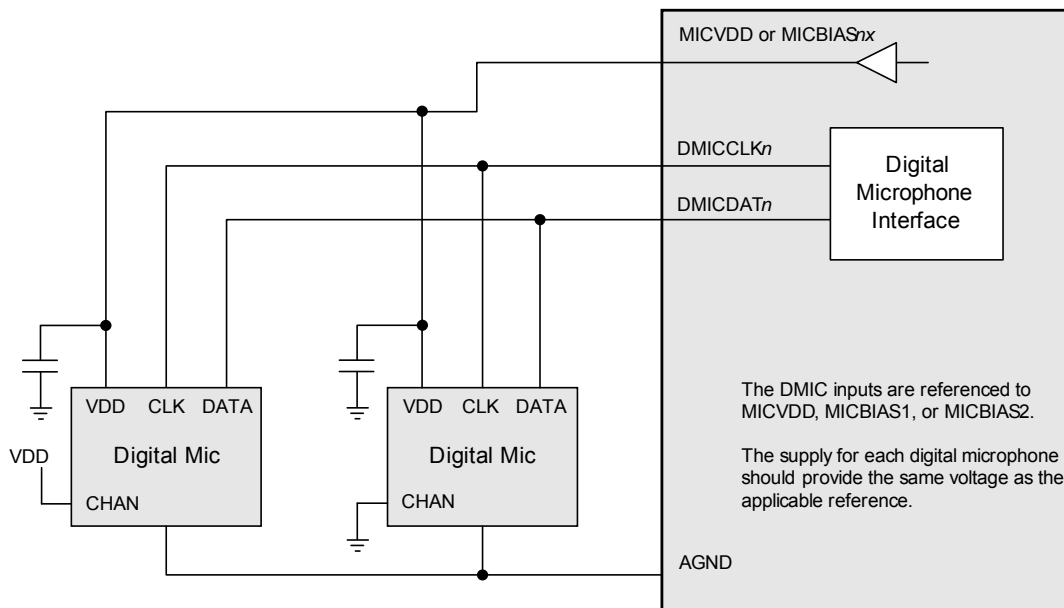 MICVDD or MICBIASnx
DMICCLKn
DMICDATn
Digital
Microphone
Interface
VDD CLK DATA
Digital Mic
VDD
CHAN
VDD CLK DATA
Digital Mic
CHAN
The DMIC inputs are referenced to
MICVDD, MICBIAS1, or MICBIAS2.
The supply for each digital microphone
should provide the same voltage as the
applicable reference.
AGND